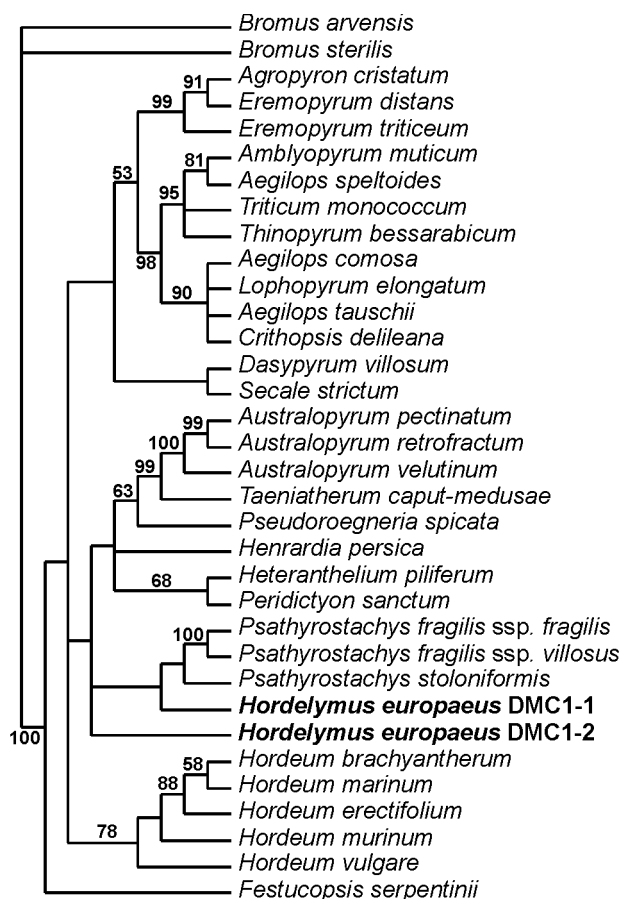 Bromus arvensis
Bromus sterilis
Agropyron cristatum
91
Eremopyrum distans
99
Eremopyrum triticeum
Amblyopyrum muticum
81
53
Aegilops speltoides
95
Triticum monococcum
Thinopyrum bessarabicum
98
Aegilops comosa
Lophopyrum elongatum
90
Aegilops tauschii
Crithopsis delileana
Dasypyrum villosum
Secale strictum
Australopyrum pectinatum
99
Australopyrum retrofractum
100
Australopyrum velutinum
99
Taeniatherum caput-medusae
63
Pseudoroegneria spicata
Henrardia persica
Heteranthelium piliferum
68
Peridictyon sanctum
Psathyrostachys fragilis ssp. fragilis
100
Psathyrostachys fragilis ssp. villosus
Psathyrostachys stoloniformis
Hordelymus europaeus DMC1-1
Hordelymus europaeus DMC1-2
100
Hordeum brachyantherum
58
Hordeum marinum
88
Hordeum erectifolium
78
Hordeum murinum
Hordeum vulgare
Festucopsis serpentinii